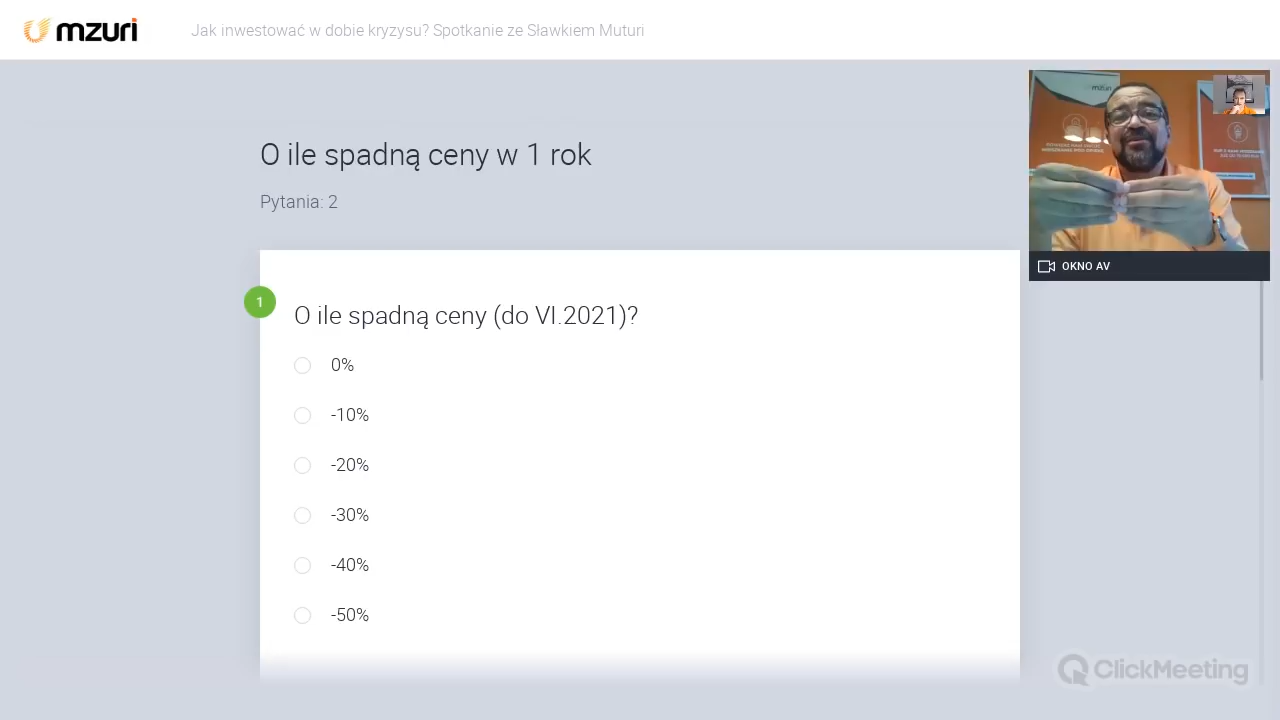 mzuri
Jak inwestować w dobie kryzysu? Spotkanie ze Sławkiem Muturi
O ile spadną ceny w 1 rok
Pytania: 2
1
O ile spadną ceny (do VI.2021)?
0%
-10%
-20%
-30%
-40%
-50%
mzuri
OKNO AV
ClickMeeting